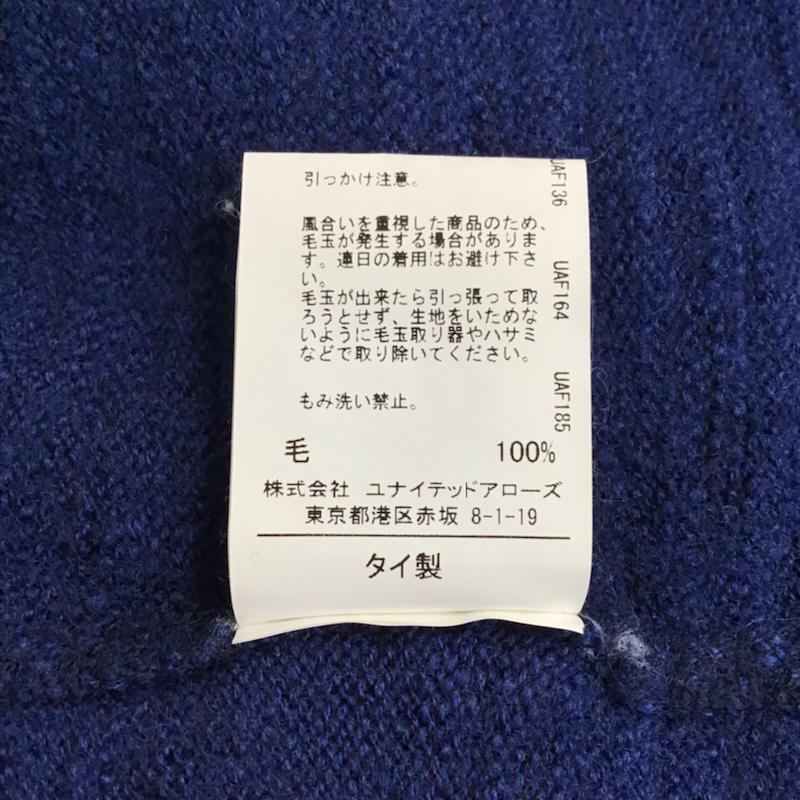 引っかけ注意。
風合いを重視した商品のため、
毛玉が発生する場合がありま
す。連日の着用はお避け下さ
い。
毛玉が出来たら引っ張って取
ろうとせず、生地をいためな
いように毛玉取り器やハサミ
などで取り除いてください。
もみ洗い禁止。
毛 100%
株式会社 ユナイテッドアローズ
東京都港区赤坂 8-1-19
タイ製
UAF136 UAF164 UAF185